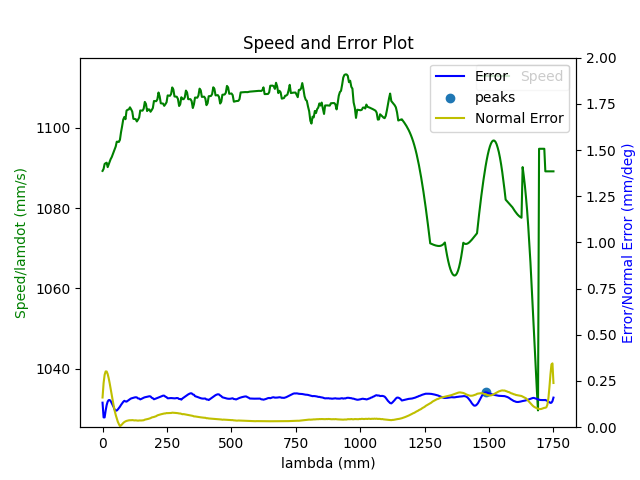 Speed and Error Plot
Error
Speed
peaks
Normal Error
Speed/lamdot (mm/s)
1100
1080
1060
1040
2.00
1.75
1.50
1.25
1.00
0.75
0.50
0.25
0.00
Error/Normal Error (mm/deg)
0 250 500 750 1000 1250 1500 1750
lambda (mm)